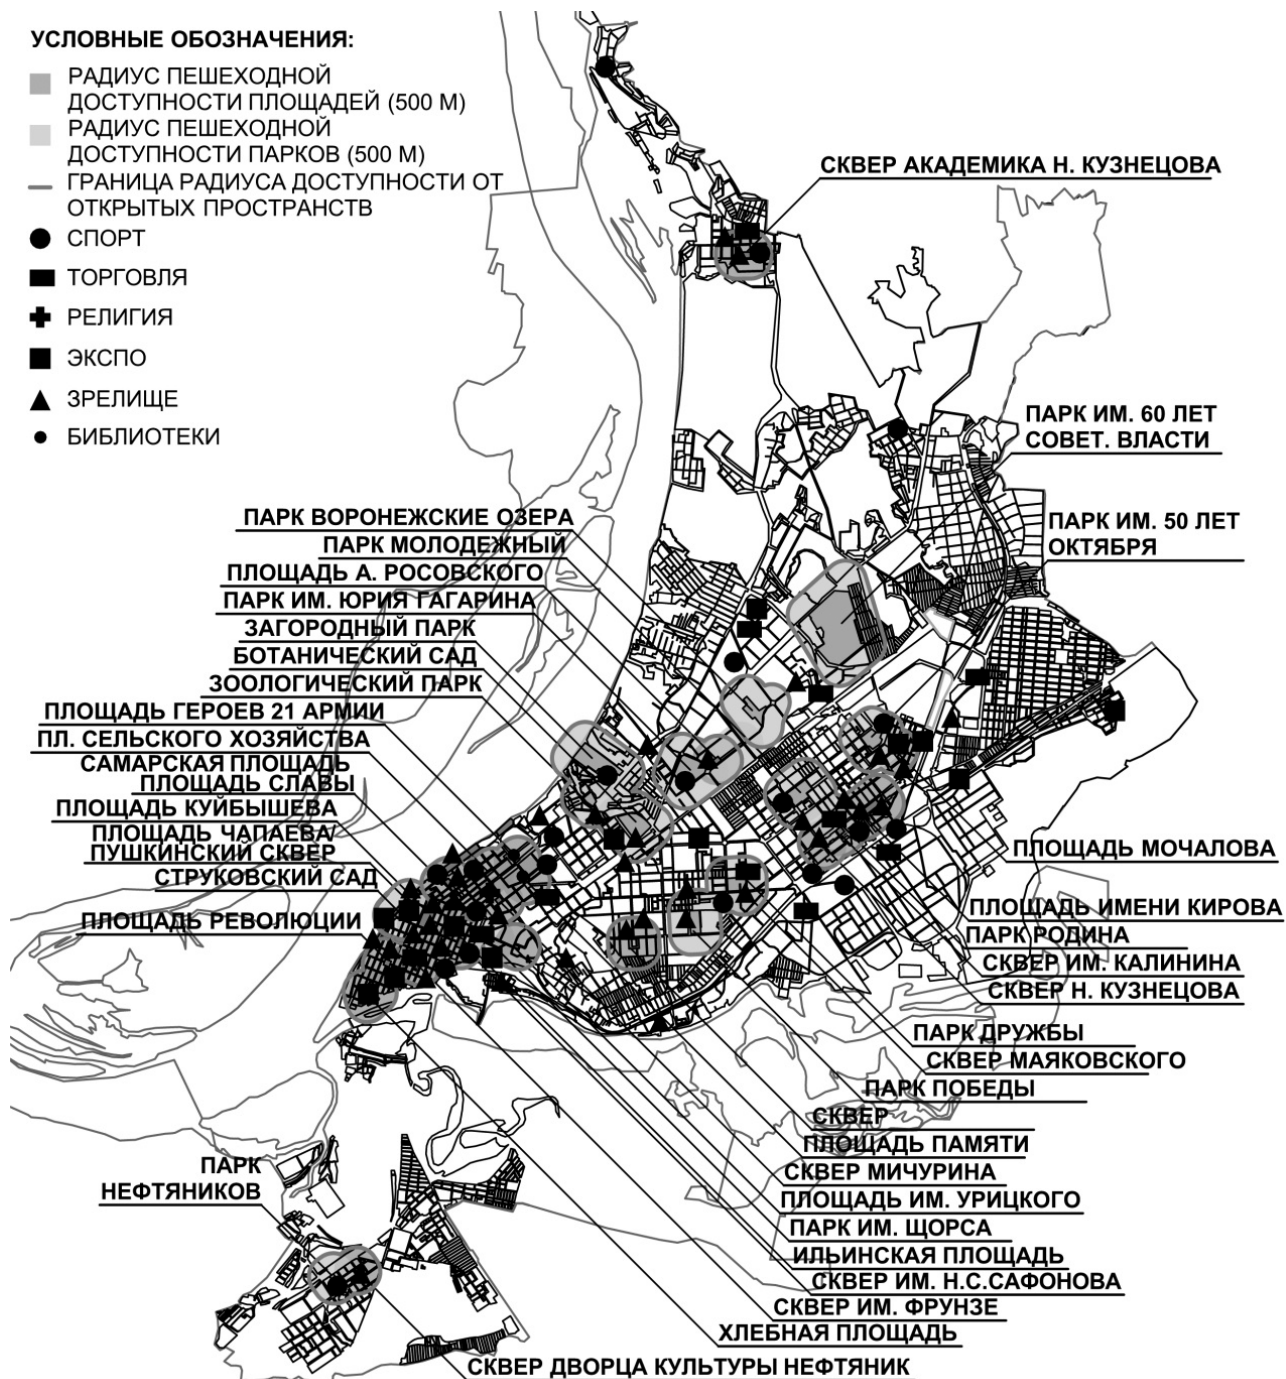 УСЛОВНЫЕ ОБОЗНАЧЕНИЯ:
РАДИУС ПЕШЕХОДНОЙ
ДОСТУПНОСТИ ПЛОЩАДЕЙ (500 М)
РАДИУС ПЕШЕХОДНОЙ
ДОСТУПНОСТИ ПАРКОВ (500 М)
ГРАНИЦА РАДИУСА ДОСТУПНОСТИ ОТ
ОТКРЫТЫХ ПРОСТРАНСТВ
СПОРТ
ТОРГОВЛЯ
РЕЛИГИЯ
ЭКСПО
ЗРЕЛИЩЕ
БИБЛИОТЕКИ
СКВЕР АКАДЕМИКА Н. КУЗНЕЦОВА
ПАРК ИМ. 60 ЛЕТ
СОВЕТ. ВЛАСТИ
ПАРК ИМ. 50 ЛЕТ
ОКТЯБРЯ
ПАРК ВОРОНЕЖСКИЕ ОЗЕРА
ПАРК МОЛОДЕЖНЫЙ
ПЛОЩАДЬ А. РОСОВСКОГО
ПАРК ИМ. ЮРИЯ ГАГАРИНА
ЗАГОРОДНЫЙ ПАРК
БОТАНИЧЕСКИЙ САД
ЗООЛОГИЧЕСКИЙ ПАРК
ПЛОЩАДЬ ГЕРОЕВ 21 АРМИИ
ПЛ. СЕЛЬСКОГО ХОЗЯЙСТВА
САМАРСКАЯ ПЛОЩАДЬ
ПЛОЩАДЬ СЛАВЫ
ПЛОЩАДЬ КУЙБЫШЕВА
ПЛОЩАДЬ ЧАПАЕВА/
ПУШКИНСКИЙ СКВЕР
СТРУКОВСКИЙ САД
ПЛОЩАДЬ РЕВОЛЮЦИИ
ПЛОЩАДЬ МОЧАЛОВА
ПЛОЩАДЬ ИМЕНИ КИРОВА
ПАРК РОДИНА
СКВЕР ИМ. КАЛИНИНА
СКВЕР Н. КУЗНЕЦОВА
ПАРК ДРУЖБЫ
СКВЕР МАЯКОВСКОГО
ПАРК ПОБЕДЫ
СКВЕР
ПЛОЩАДЬ ПАМЯТИ
СКВЕР МИЧУРИНА
ПЛОЩАДЬ ИМ. УРИЦКОГО
ПАРК ИМ. ЩОРСА
ИЛЬИНСКАЯ ПЛОЩАДЬ
СКВЕР ИМ. Н.С.САФОНОВА
СКВЕР ИМ. ФРУНЗЕ
ХЛЕБНАЯ ПЛОЩАДЬ
ПАРК
НЕФТЯНИКОВ
СКВЕР ДВОРЦА КУЛЬТУРЫ НЕФТЯНИК